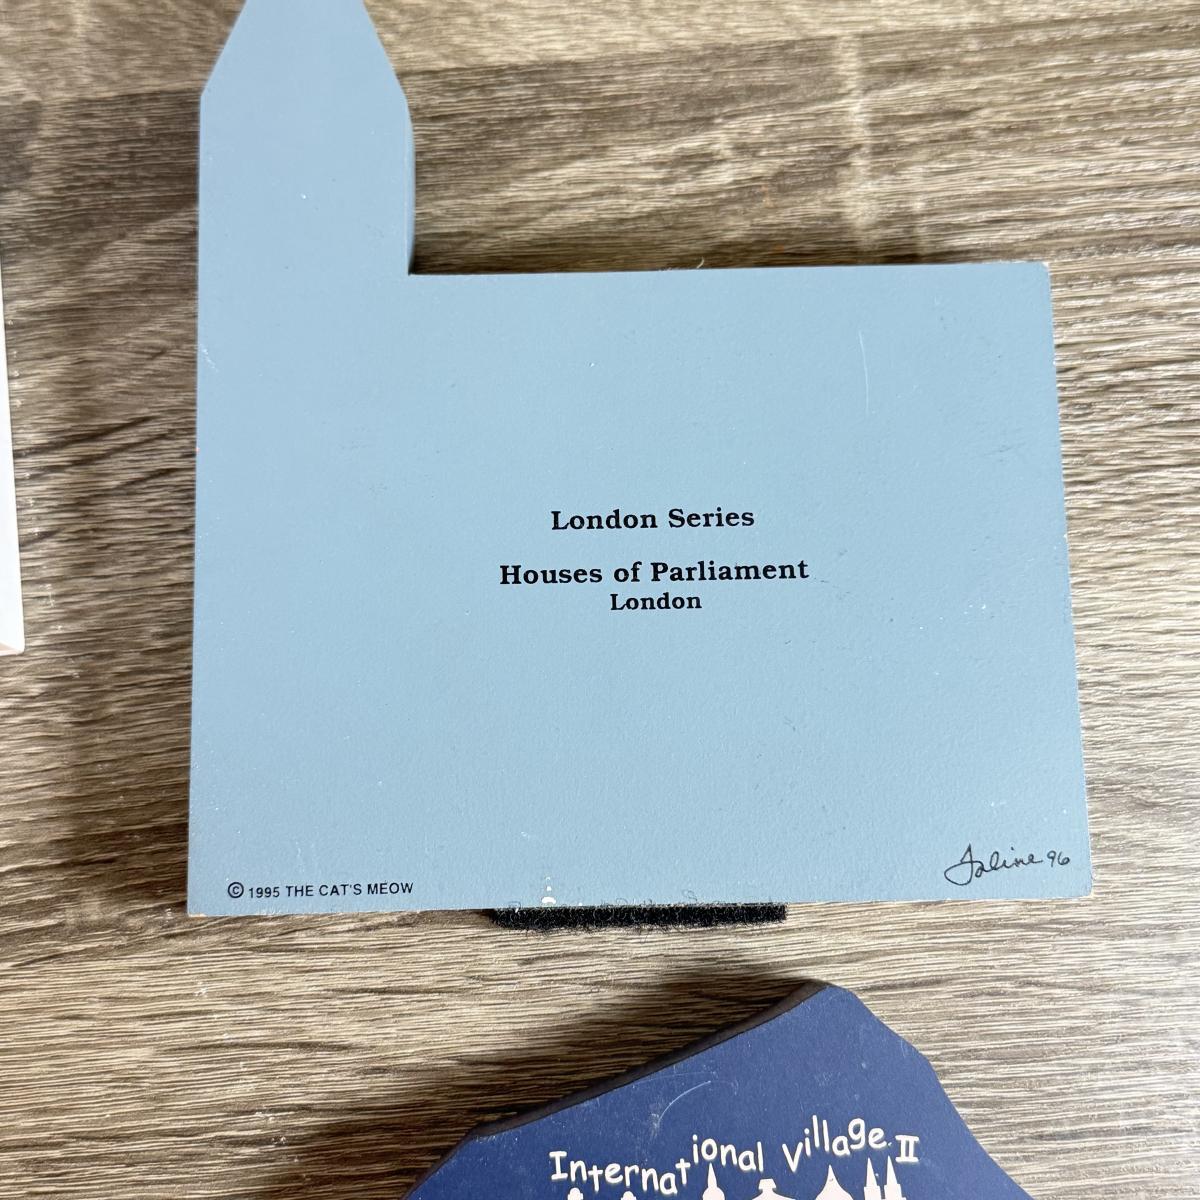 London Series
Houses of Parliament
London
© 1995 THE CAT'S MEOW
Faline 96
International Village II